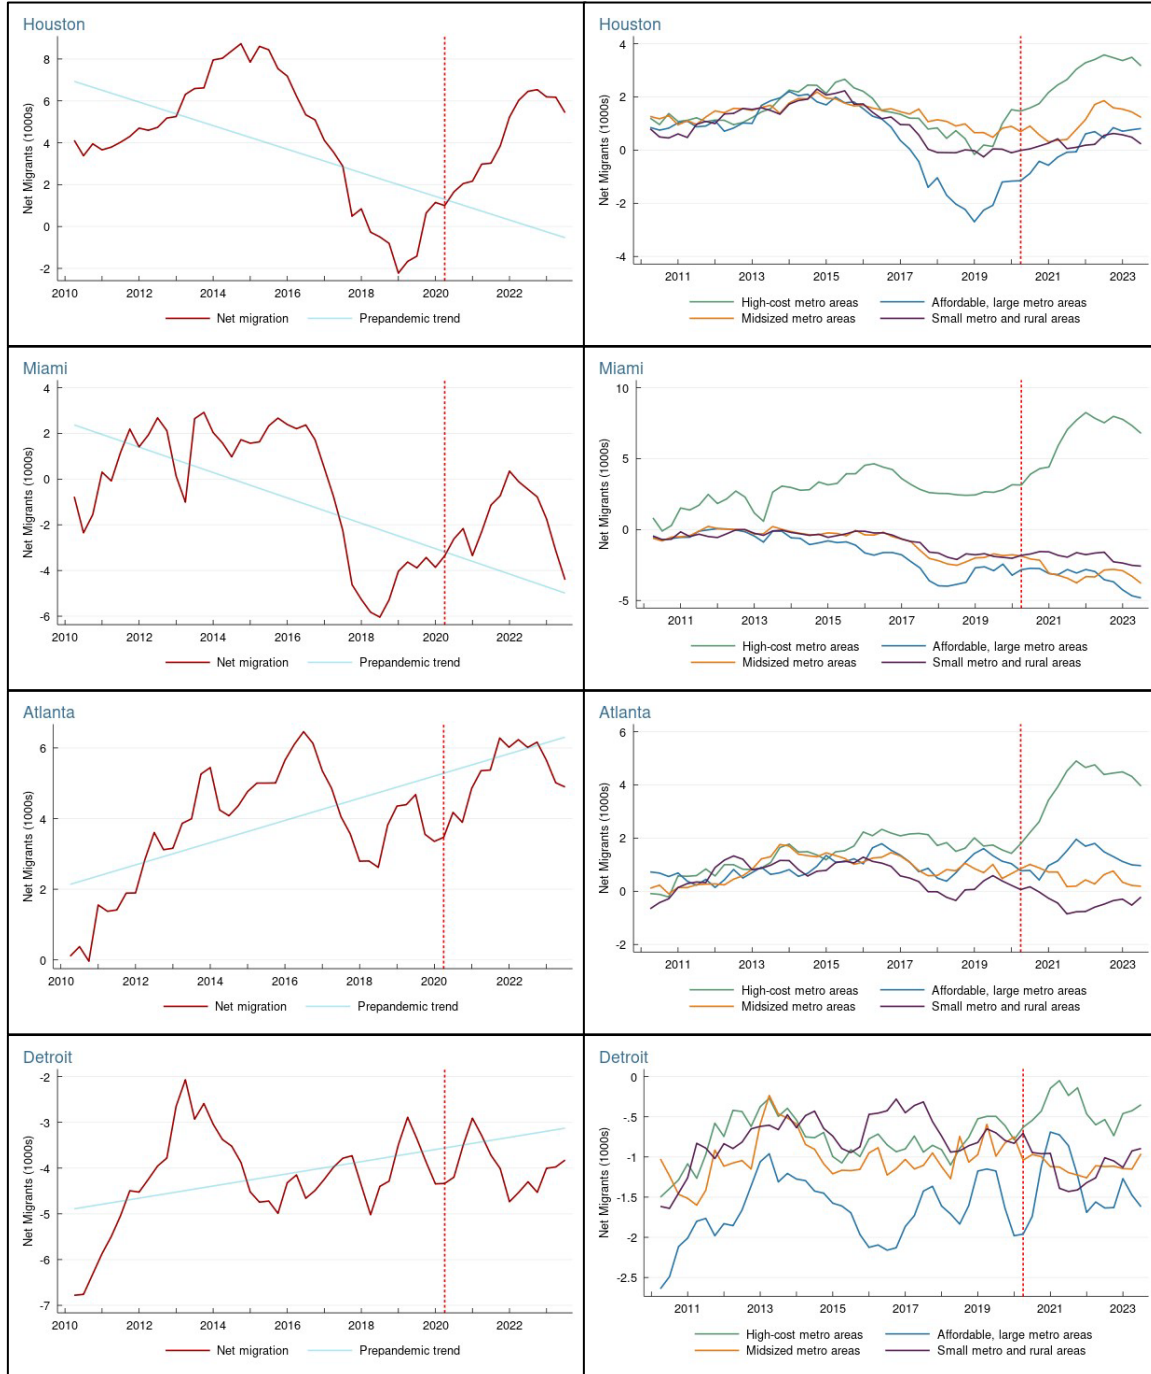 Houston
Net Migrants (1000s)
8
6
4
2
0
-2
2010 2012 2014 2016 2018 2020 2022
Net migration Prepandemic trend
Houston
Net Migrants (1000s)
4
2
0
-2
-4
2011 2013 2015 2017 2019 2021 2023
High-cost metro areas Affordable, large metro areas
Midsized metro areas Small metro and rural areas
Miami
Net Migrants (1000s)
4
2
0
-2
-4
-6
2010 2012 2014 2016 2018 2020 2022
Net migration Prepandemic trend
Miami
Net Migrants (1000s)
10
5
0
-5
2011 2013 2015 2017 2019 2021 2023
High-cost metro areas Affordable, large metro areas
Midsized metro areas Small metro and rural areas
Atlanta
Net Migrants (1000s)
6
4
2
0
2010 2012 2014 2016 2018 2020 2022
Net migration Prepandemic trend
Atlanta
Net Migrants (1000s)
6
4
2
0
-2
2011 2013 2015 2017 2019 2021 2023
High-cost metro areas Affordable, large metro areas
Midsized metro areas Small metro and rural areas
Detroit
Net Migrants (1000s)
-2
-3
-4
-5
-6
-7
2010 2012 2014 2016 2018 2020 2022
Net migration Prepandemic trend
Detroit
Net Migrants (1000s)
0
-.5
-1
-1.5
-2
-2.5
2011 2013 2015 2017 2019 2021 2023
High-cost metro areas Affordable, large metro areas
Midsized metro areas Small metro and rural areas